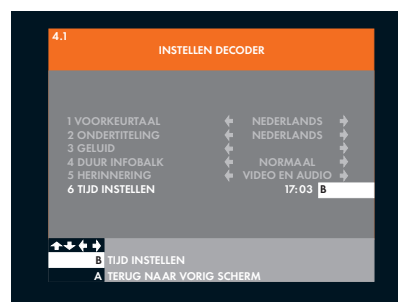 4.1
INSTELLEN DECODER
1 VOORKEURTAAL NEDERLANDS
2 ONDERTITELING NEDERLANDS
3 GELUID
4 DUUR INFOBALK NORMAAL
5 HERINNERING VIDEO EN AUDIO
6 TIJD INSTELLEN 17:03 B
B TIJD INSTELLEN
A TERUG NAAR VORIG SCHERM